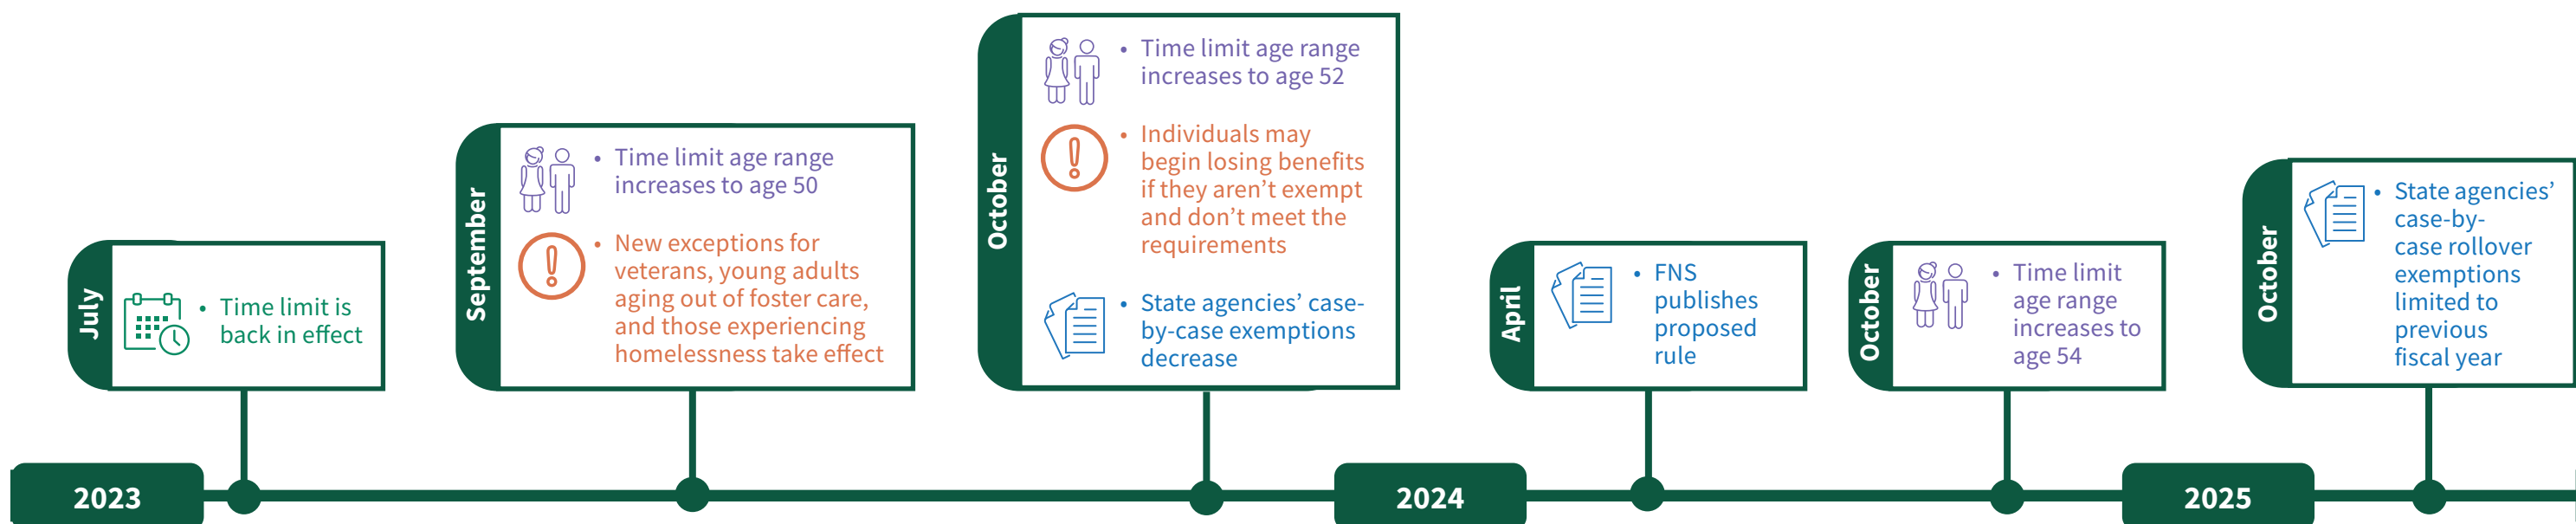 July
• Time limit is
back in effect
September
• Time limit age range
increases to age 50
• New exceptions for
veterans, young adults
aging out of foster care,
and those experiencing
homelessness take effect
October
• Time limit age range
increases to age 52
• Individuals may
begin losing benefits
if they aren’t exempt
and don’t meet the
requirements
• State agencies’ case-
by-case exemptions
decrease
April
• FNS
publishes
proposed
rule
October
• Time limit
age range
increases to
age 54
October
• State agencies’
case-by-
case rollover
exemptions
limited to
previous
fiscal year
2023
2024
2025